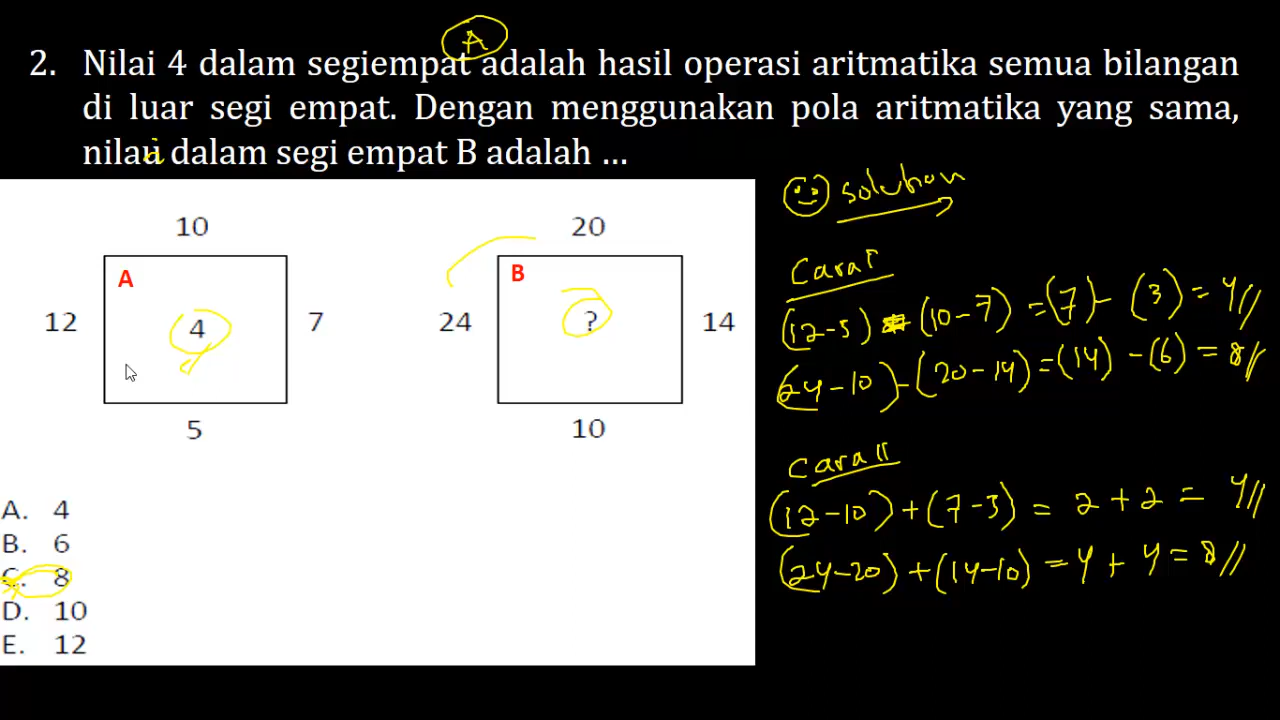 A
2. Nilai 4 dalam segiempat adalah hasil operasi aritmatika semua bilangan
di luar segi empat. Dengan menggunakan pola aritmatika yang sama,
nilau dalam segi empat B adalah ...
i
solution
10
A
12
4
7
5
20
B
24
?
14
10
A. 4
B. 6
C. 8
D. 10
E. 12
Cara I
(12-5) - (10-7) = (7) - (3) = 4//
(24-10) - (20-14) = (14) - (6) = 8//
Cara II
(12-10) + (7-5) = 2 + 2 = 4//
(24-20) + (14-10) = 4 + 4 = 8//